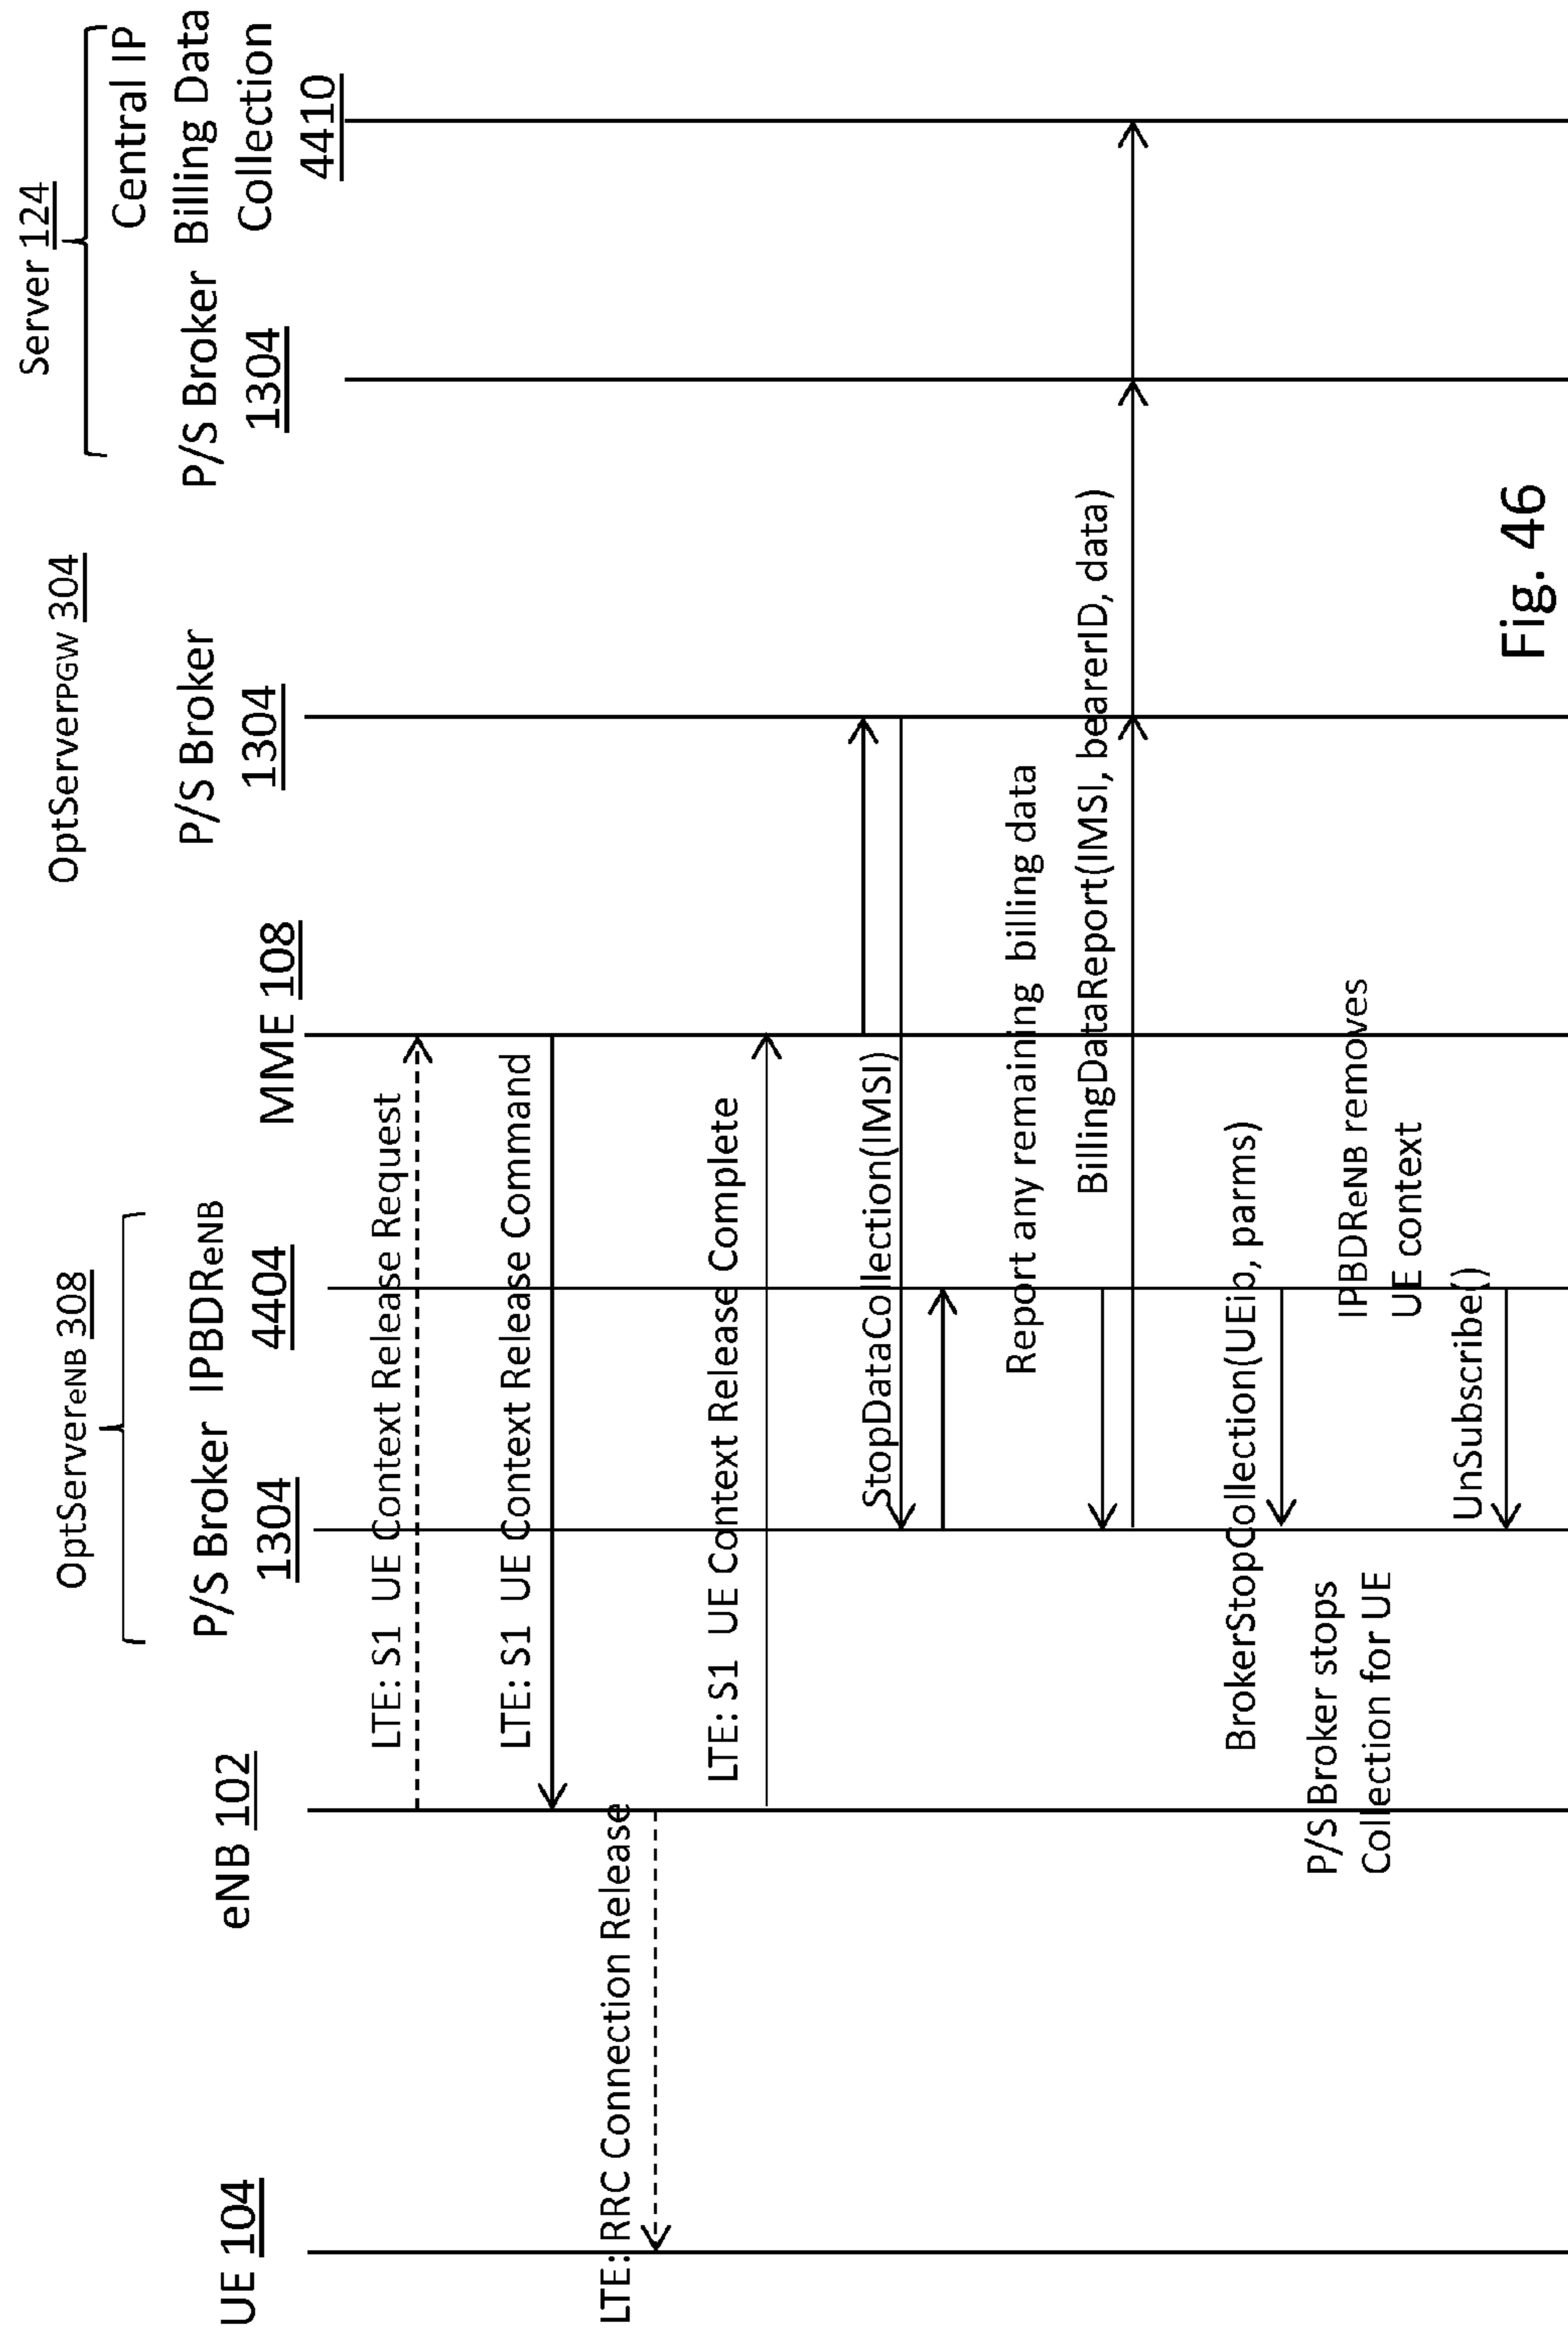 Server 124
OptServerPGW 304
OptServereNB 308
UE 104
eNB 102
P/S Broker
1304
IPBDReNB
4404
MME 108
P/S Broker
1304
P/S Broker
1304
Central IP
Billing Data
Collection
4410
LTE: S1 UE Context Release Request
LTE: S1 UE Context Release Command
LTE: RRC Connection Release
LTE: S1 UE Context Release Complete
StopDataCollection(IMSI)
Report any remaining billing data
BillingDataReport(IMSI, bearerID, data)
BrokerStopCollection(UEip, parms)
P/S Broker stops
Collection for UE
IPBDReNB removes
UE context
UnSubscribe()
Fig. 46